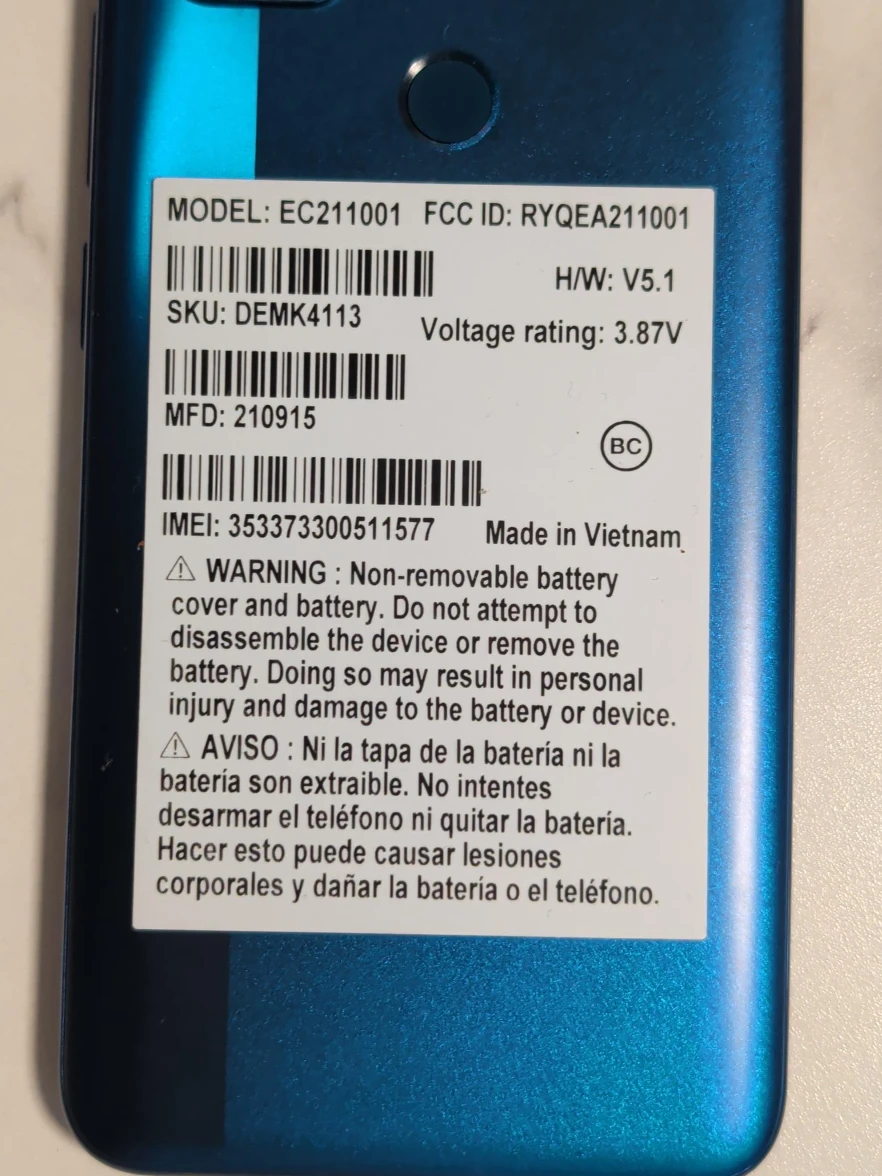 MODEL: EC211001 FCC ID: RYQEA211001
H/W: V5.1
SKU: DEMK4113
Voltage rating: 3.87V
MFD: 210915
BC
IMEI: 353373300511577 Made in Vietnam
⚠ WARNING : Non-removable battery
cover and battery. Do not attempt to
disassemble the device or remove the
battery. Doing so may result in personal
injury and damage to the battery or device.
⚠ AVISO : Ni la tapa de la batería ni la
batería son extraible. No intentes
desarmar el teléfono ni quitar la batería.
Hacer esto puede causar lesiones
corporales y dañar la batería o el teléfono.